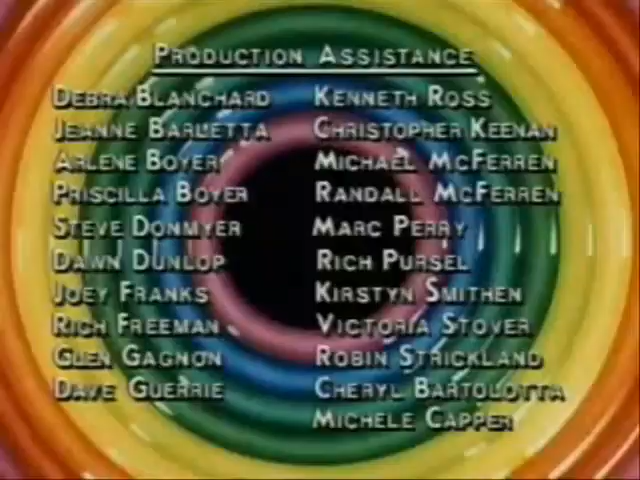 PRODUCTION ASSISTANCE
DEBRA BLANCHARD
JEANNE BARLETTA
ARLENE BOYER
PRISCILLA BOYER
STEVE DONMYER
DAWN DUNLOP
JOEY FRANKS
RICH FREEMAN
GLEN GAGNON
DAVE GUERRIE
KENNETH ROSS
CHRISTOPHER KEENAN
MICHAEL MCFERREN
RANDALL MCFERREN
MARC PERRY
RICH PURSEL
KIRSTYN SMITHEN
VICTORIA STOVER
ROBIN STRICKLAND
CHERYL BARTOLOTTA
MICHELE CAPPER